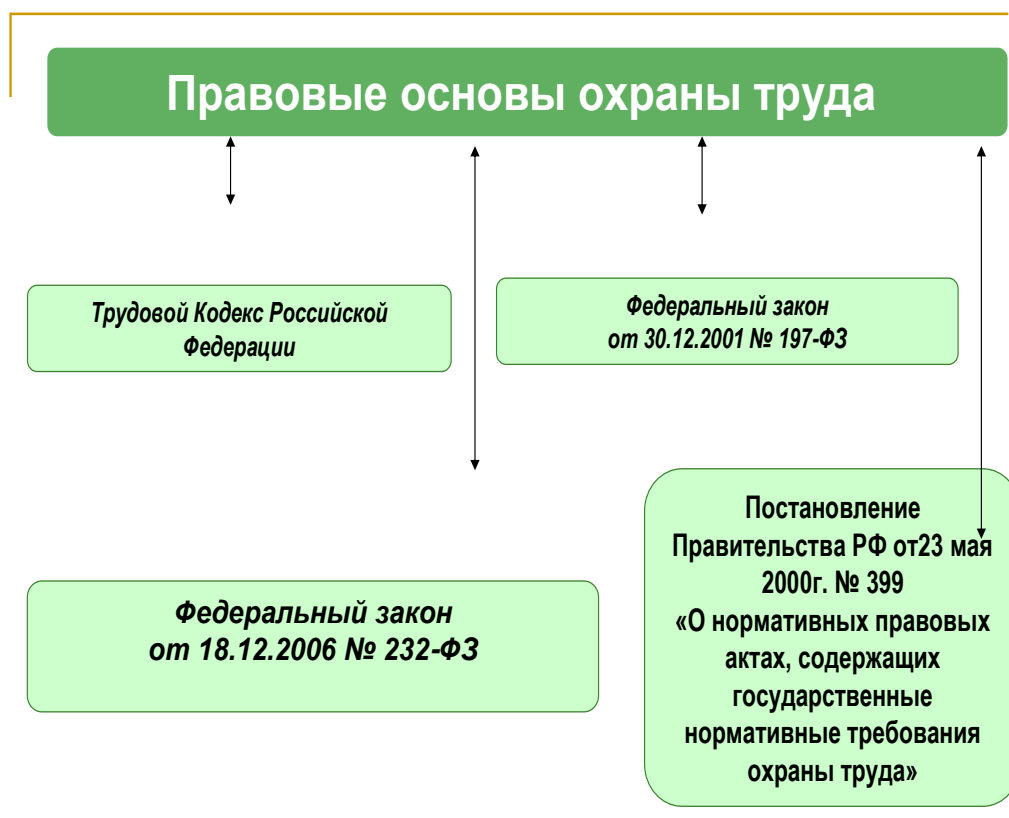 Правовые основы охраны труда
Трудовой Кодекс Российской
Федерации
Федеральный закон
от 30.12.2001 № 197-ФЗ
Федеральный закон
от 18.12.2006 № 232-ФЗ
Постановление
Правительства РФ от23 мая
2000г. № 399
«О нормативных правовых
актах, содержащих
государственные
нормативные требования
охраны труда»